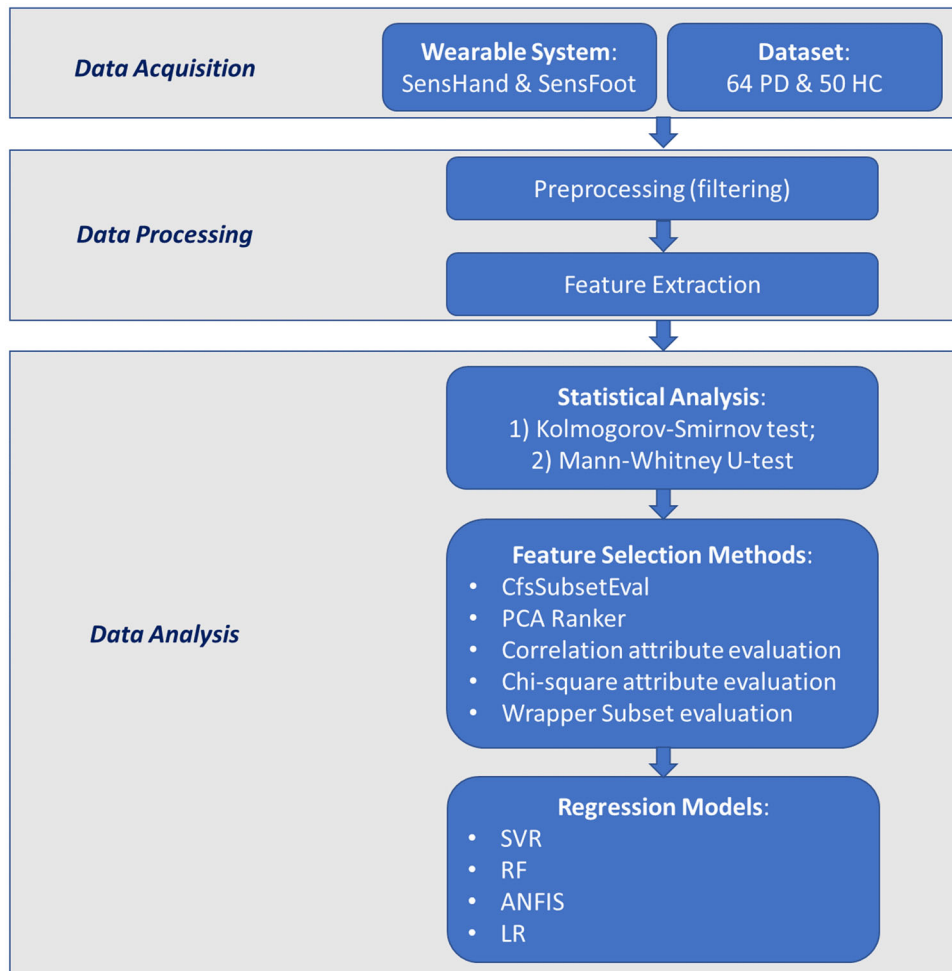 Data Acquisition
Wearable System:
SensHand & SensFoot
Dataset:
64 PD & 50 HC
Data Processing
Preprocessing (filtering)
Feature Extraction
Data Analysis
Statistical Analysis:
1) Kolmogorov-Smirnov test;
2) Mann-Whitney U-test
Feature Selection Methods:
• CfsSubsetEval
• PCA Ranker
• Correlation attribute evaluation
• Chi-square attribute evaluation
• Wrapper Subset evaluation
Regression Models:
• SVR
• RF
• ANFIS
• LR